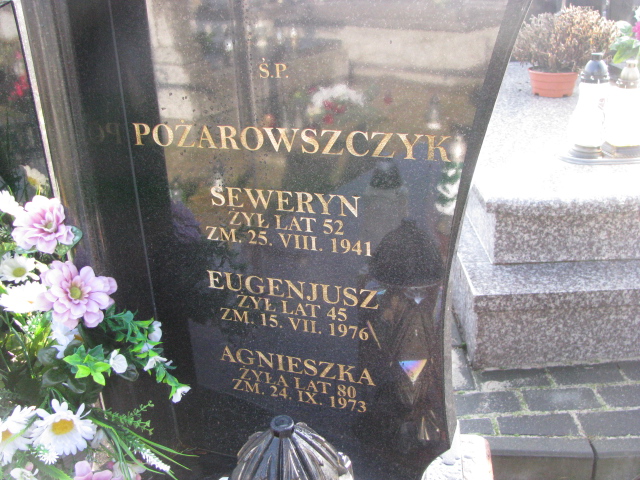 Ś.P.
POŻAROWSZCZYK
SEWERYN
ŻYŁ LAT 52
ZM. 25. VIII. 1941
EUGENJUSZ
ŻYŁ LAT 45
ZM. 15. VII. 1976
AGNIESZKA
ŻYŁA LAT 80
ZM. 24. IX. 1973